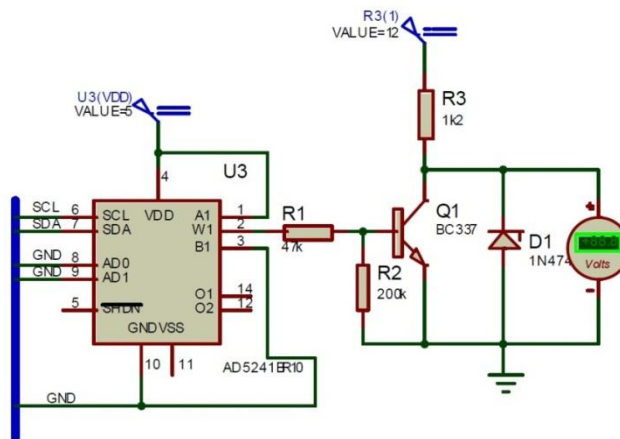 R3(1)
VALUE=12
U3(VDD)
VALUE=5
R3
1k2
4
U3
SCL 6 SCL VDD A1 1
SDA 7 SDA W1 2
B1 3
R1
47k
Q1
BC337
D1
1N474
Volts
GND 8 AD0
GND 9 AD1
R2
200k
5 SHDN
O1 14
O2 12
GND VSS
10 11
GND